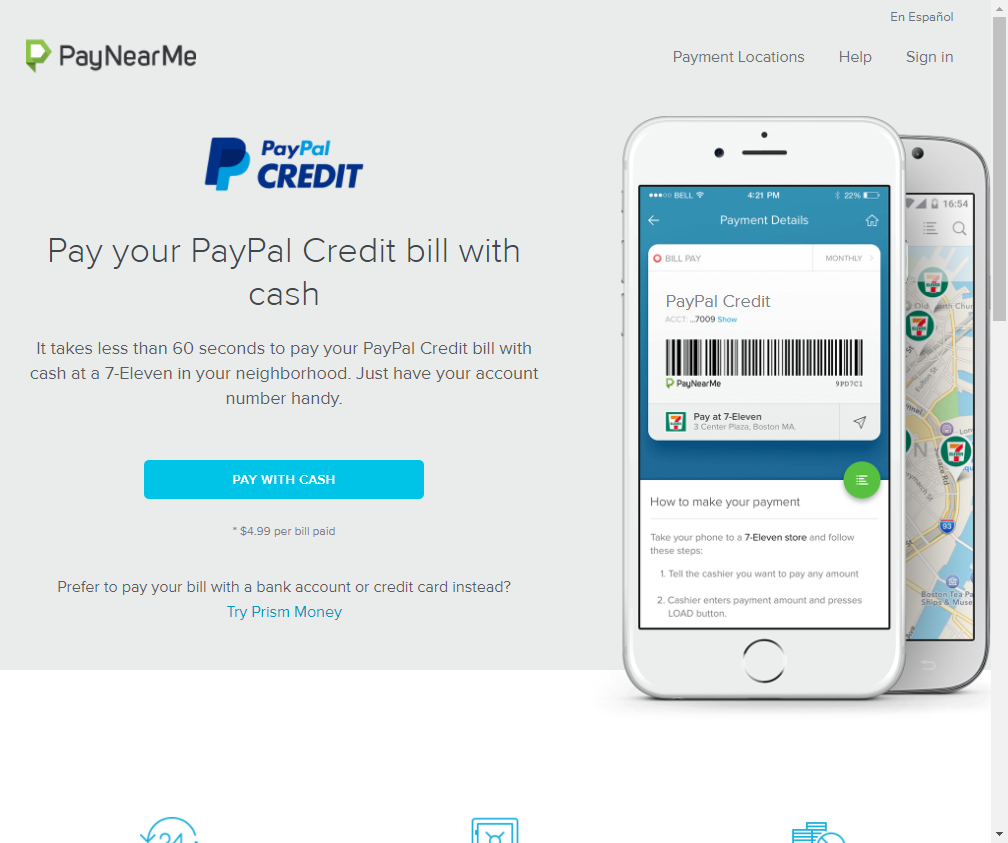 En Español
PayNearMe
Payment Locations
Help
Sign in
PayPal
CREDIT
Pay your PayPal Credit bill with
cash
It takes less than 60 seconds to pay your PayPal Credit bill with
cash at a 7-Eleven in your neighborhood. Just have your account
number handy.
PAY WITH CASH
* $4.99 per bill paid
Prefer to pay your bill with a bank account or credit card instead?
Try Prism Money
BELL
4:21 PM
22%
Payment Details
BILL PAY
MONTHLY
PayPal Credit
ACCT: ...7009 Show
PayNearMe
9PD7C1
Pay at 7-Eleven
3 Center Plaza, Boston MA.
How to make your payment
Take your phone to a 7-Eleven store and follow
these steps:
1. Tell the cashier you want to pay any amount
2. Cashier enters payment amount and presses
LOAD button.
16:54
93
Boston Tea Pa
Ships & Muse
24